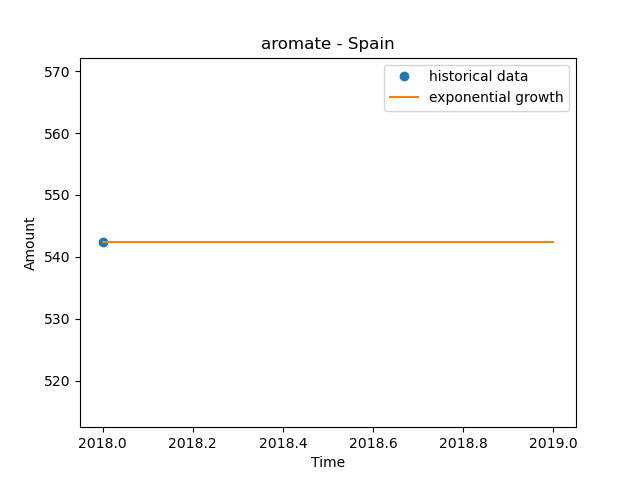 aromate - Spain
historical data
exponential growth
570
560
550
540
530
520
Amount
2018.0 2018.2 2018.4 2018.6 2018.8 2019.0
Time